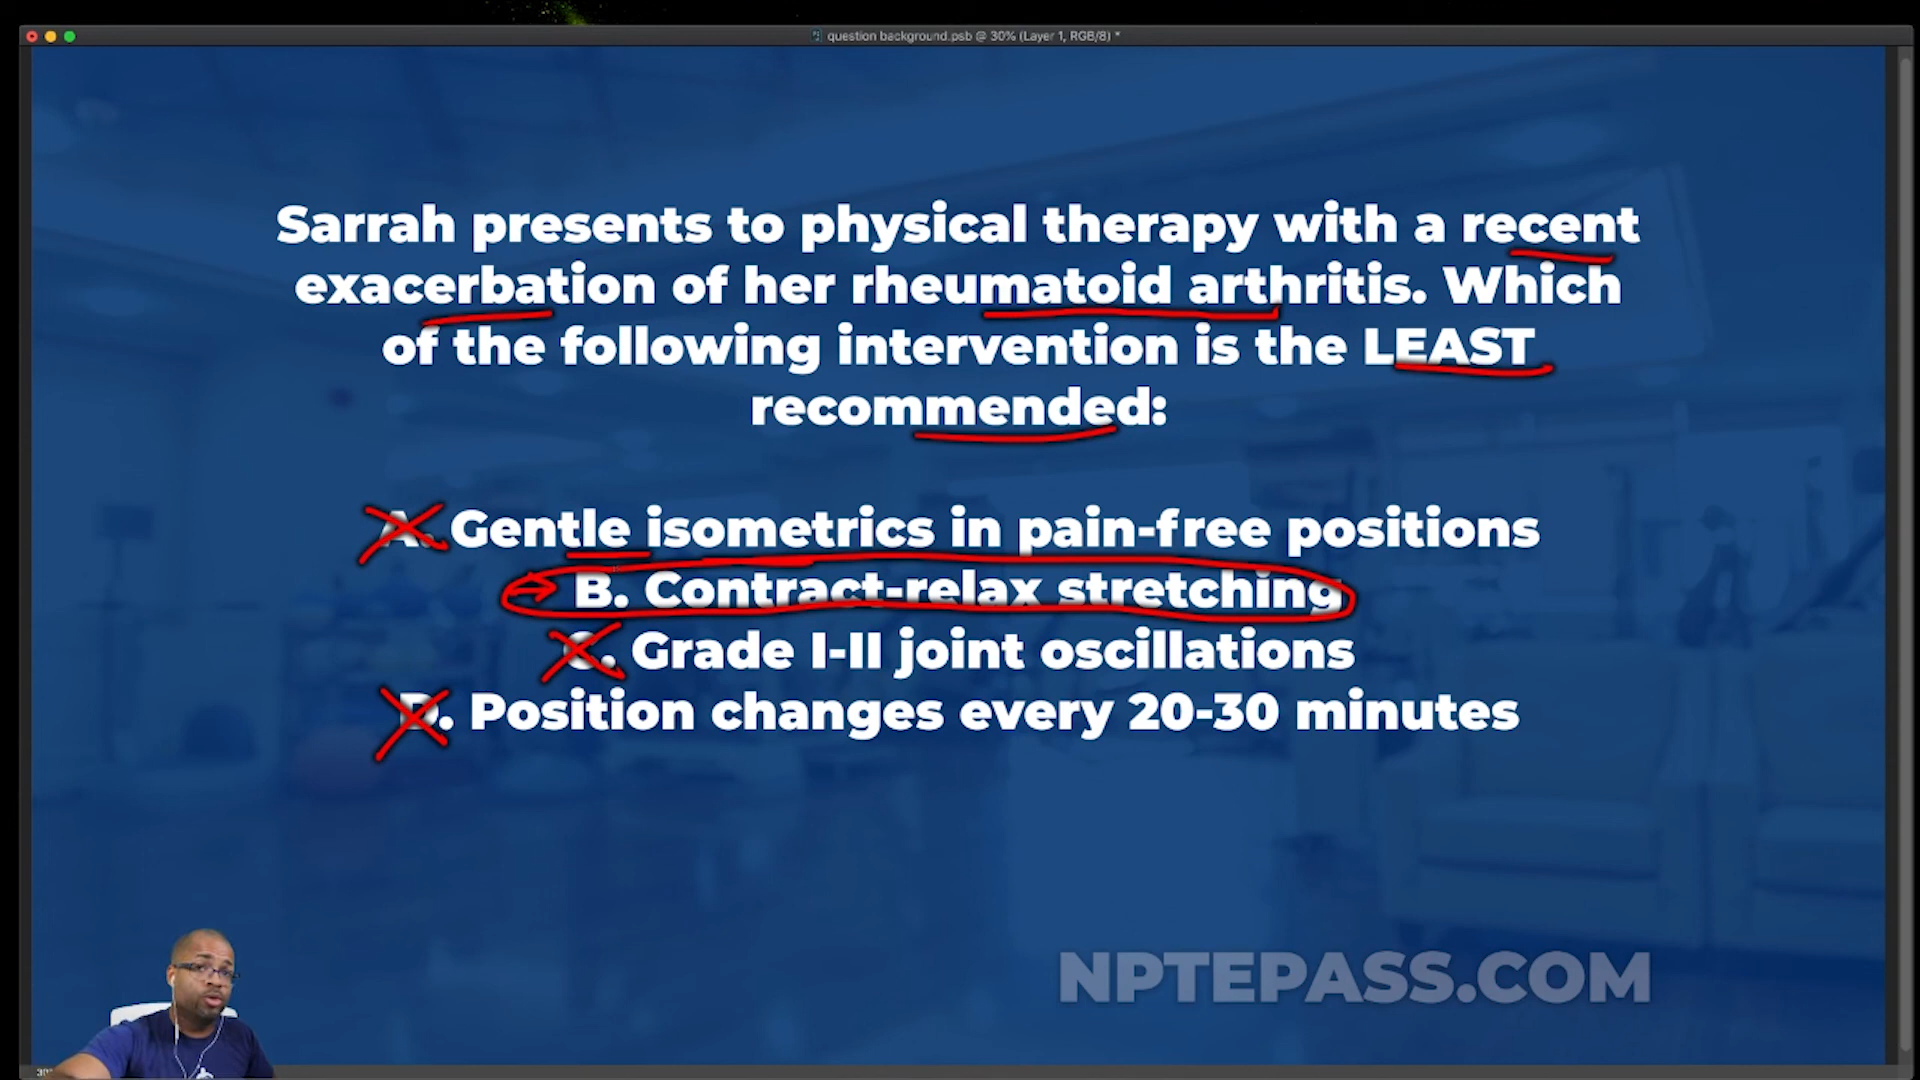 question background.psb @ 30% (Layer 1, RGB/8) *
Sarrah presents to physical therapy with a recent
exacerbation of her rheumatoid arthritis. Which
of the following intervention is the LEAST
recommended:
A. Gentle isometrics in pain-free positions
B. Contract-relax stretching
C. Grade I-II joint oscillations
D. Position changes every 20-30 minutes
NPTEPASS.COM